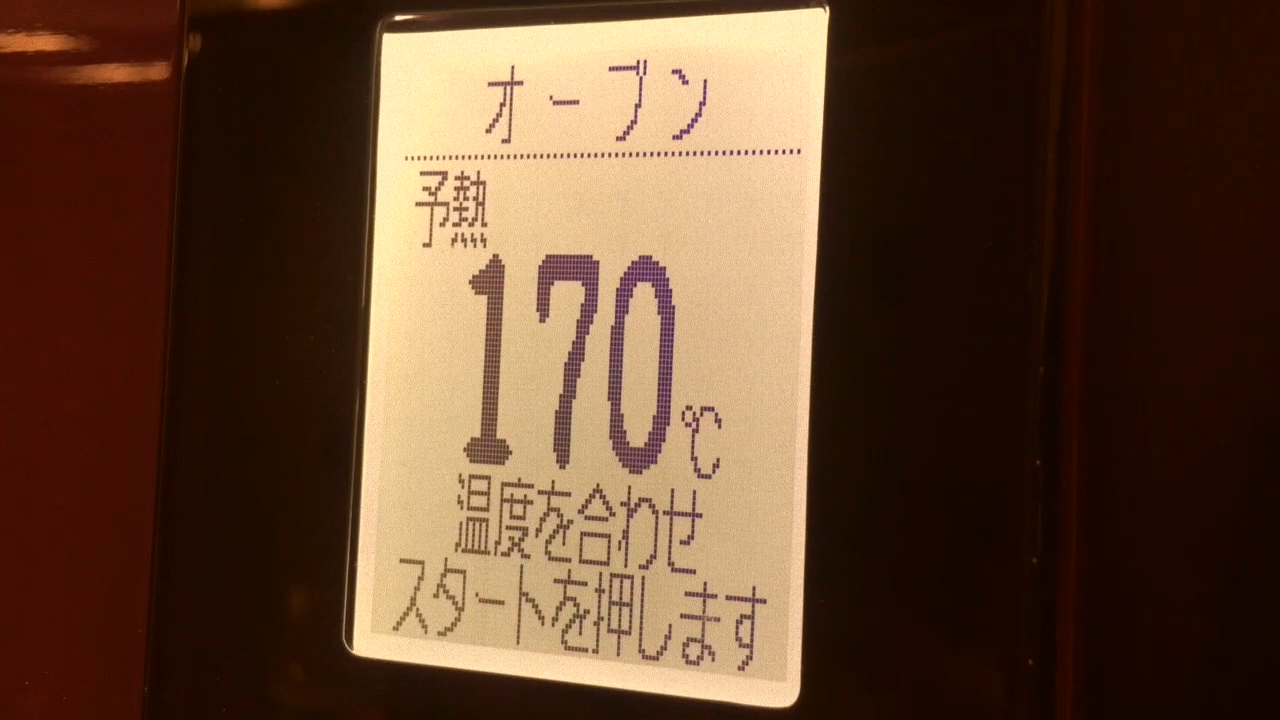 オーブン
予熱
170℃
温度を合わせ
スタートを押します